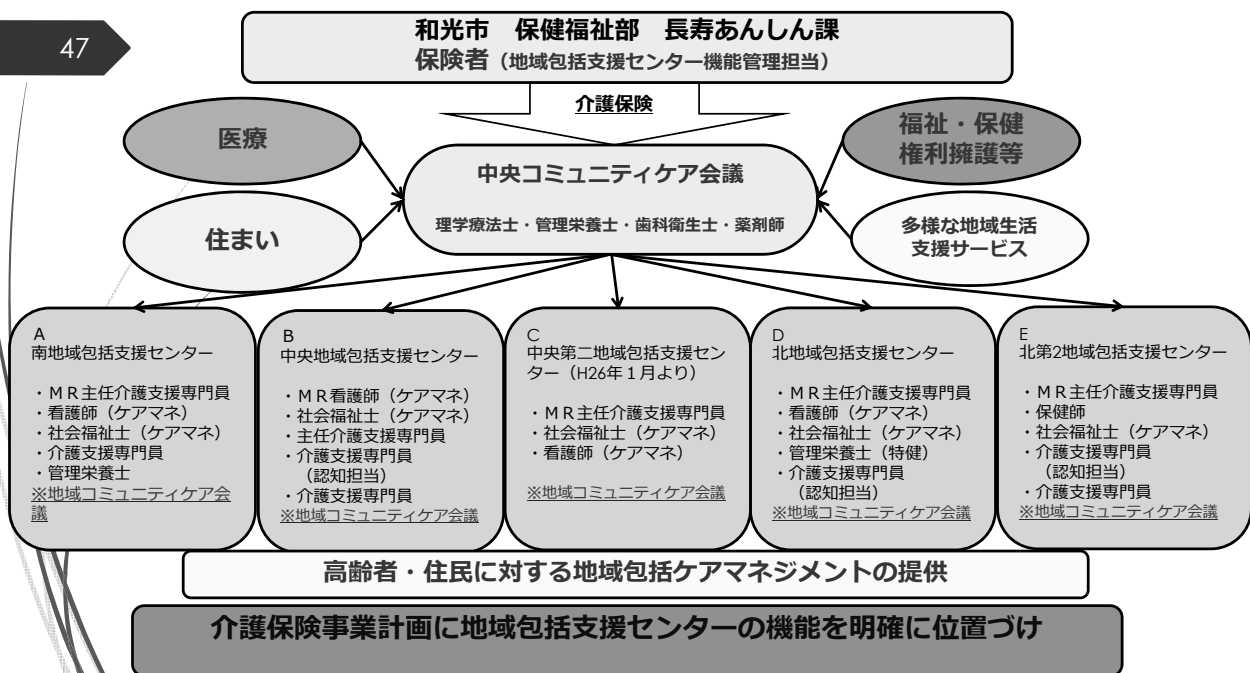 47
和光市　保健福祉部　長寿あんしん課
保険者（地域包括支援センター機能管理担当）
介護保険
医療
福祉・保健
権利擁護等
中央コミュニティケア会議
理学療法士・管理栄養士・歯科衛生士・薬剤師
住まい
多様な地域生活
支援サービス
A
南地域包括支援センター
・ＭＲ主任介護支援専門員
・看護師（ケアマネ）
・社会福祉士（ケアマネ）
・介護支援専門員
・管理栄養士
※地域コミュニティケア会
議
B
中央地域包括支援センター
・ＭＲ看護師（ケアマネ）
・社会福祉士（ケアマネ）
・主任介護支援専門員
・介護支援専門員
（認知担当）
・介護支援専門員
※地域コミュニティケア会議
C
中央第二地域包括支援セン
ター（H26年１月より）
・ＭＲ主任介護支援専門員
・社会福祉士（ケアマネ）
・看護師（ケアマネ）
※地域コミュニティケア会議
D
北地域包括支援センター
・ＭＲ主任介護支援専門員
・看護師（ケアマネ）
・社会福祉士（ケアマネ）
・管理栄養士（特健）
・介護支援専門員
（認知担当）
※地域コミュニティケア会議
E
北第2地域包括支援センター
・ＭＲ主任介護支援専門員
・保健師
・社会福祉士（ケアマネ）
・介護支援専門員
（認知担当）
・介護支援専門員
※地域コミュニティケア会議
高齢者・住民に対する地域包括ケアマネジメントの提供
介護保険事業計画に地域包括支援センターの機能を明確に位置づけ